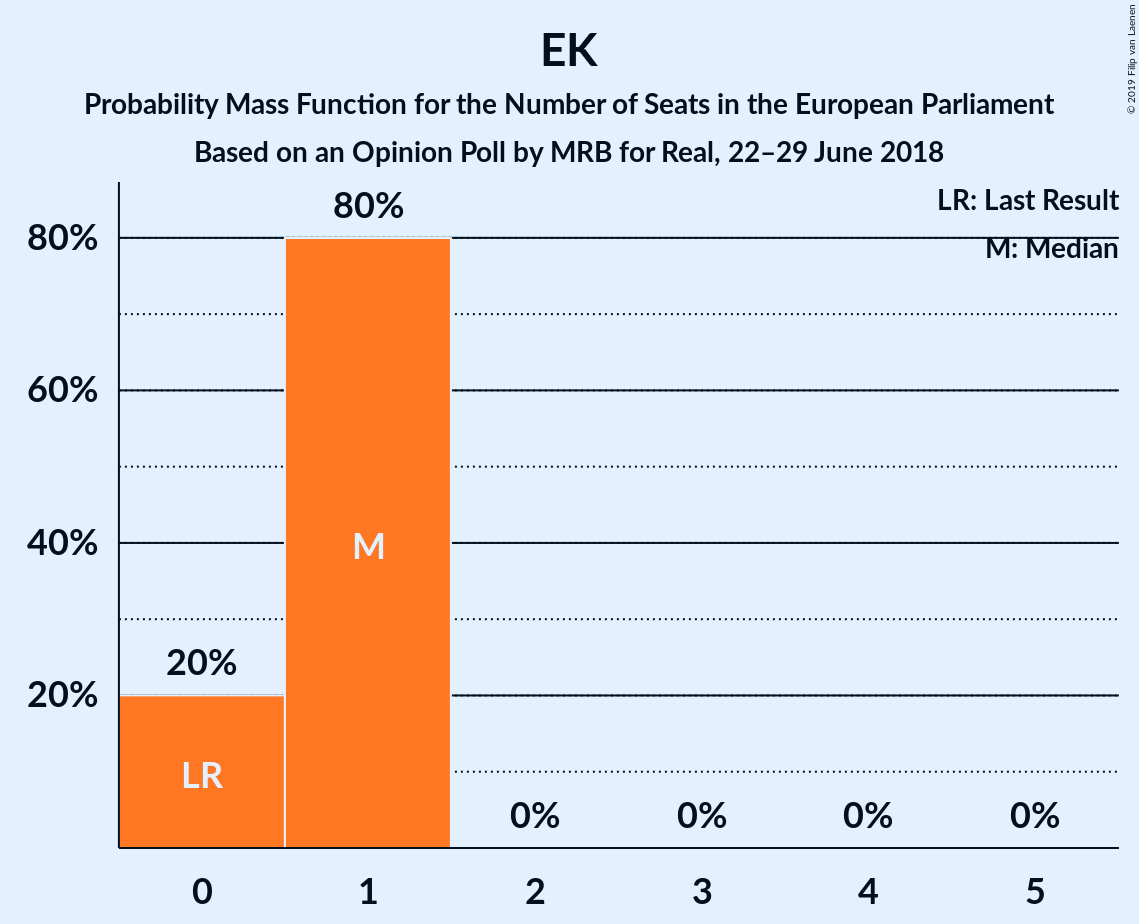 EK
Probability Mass Function for the Number of Seats in the European Parliament
Based on an Opinion Poll by MRB for Real, 22–29 June 2018
© 2019 Filip van Laenen
LR: Last Result
M: Median
80%
60%
40%
20%
20%
80%
0%
0%
0%
0%
LR
M
0
1
2
3
4
5